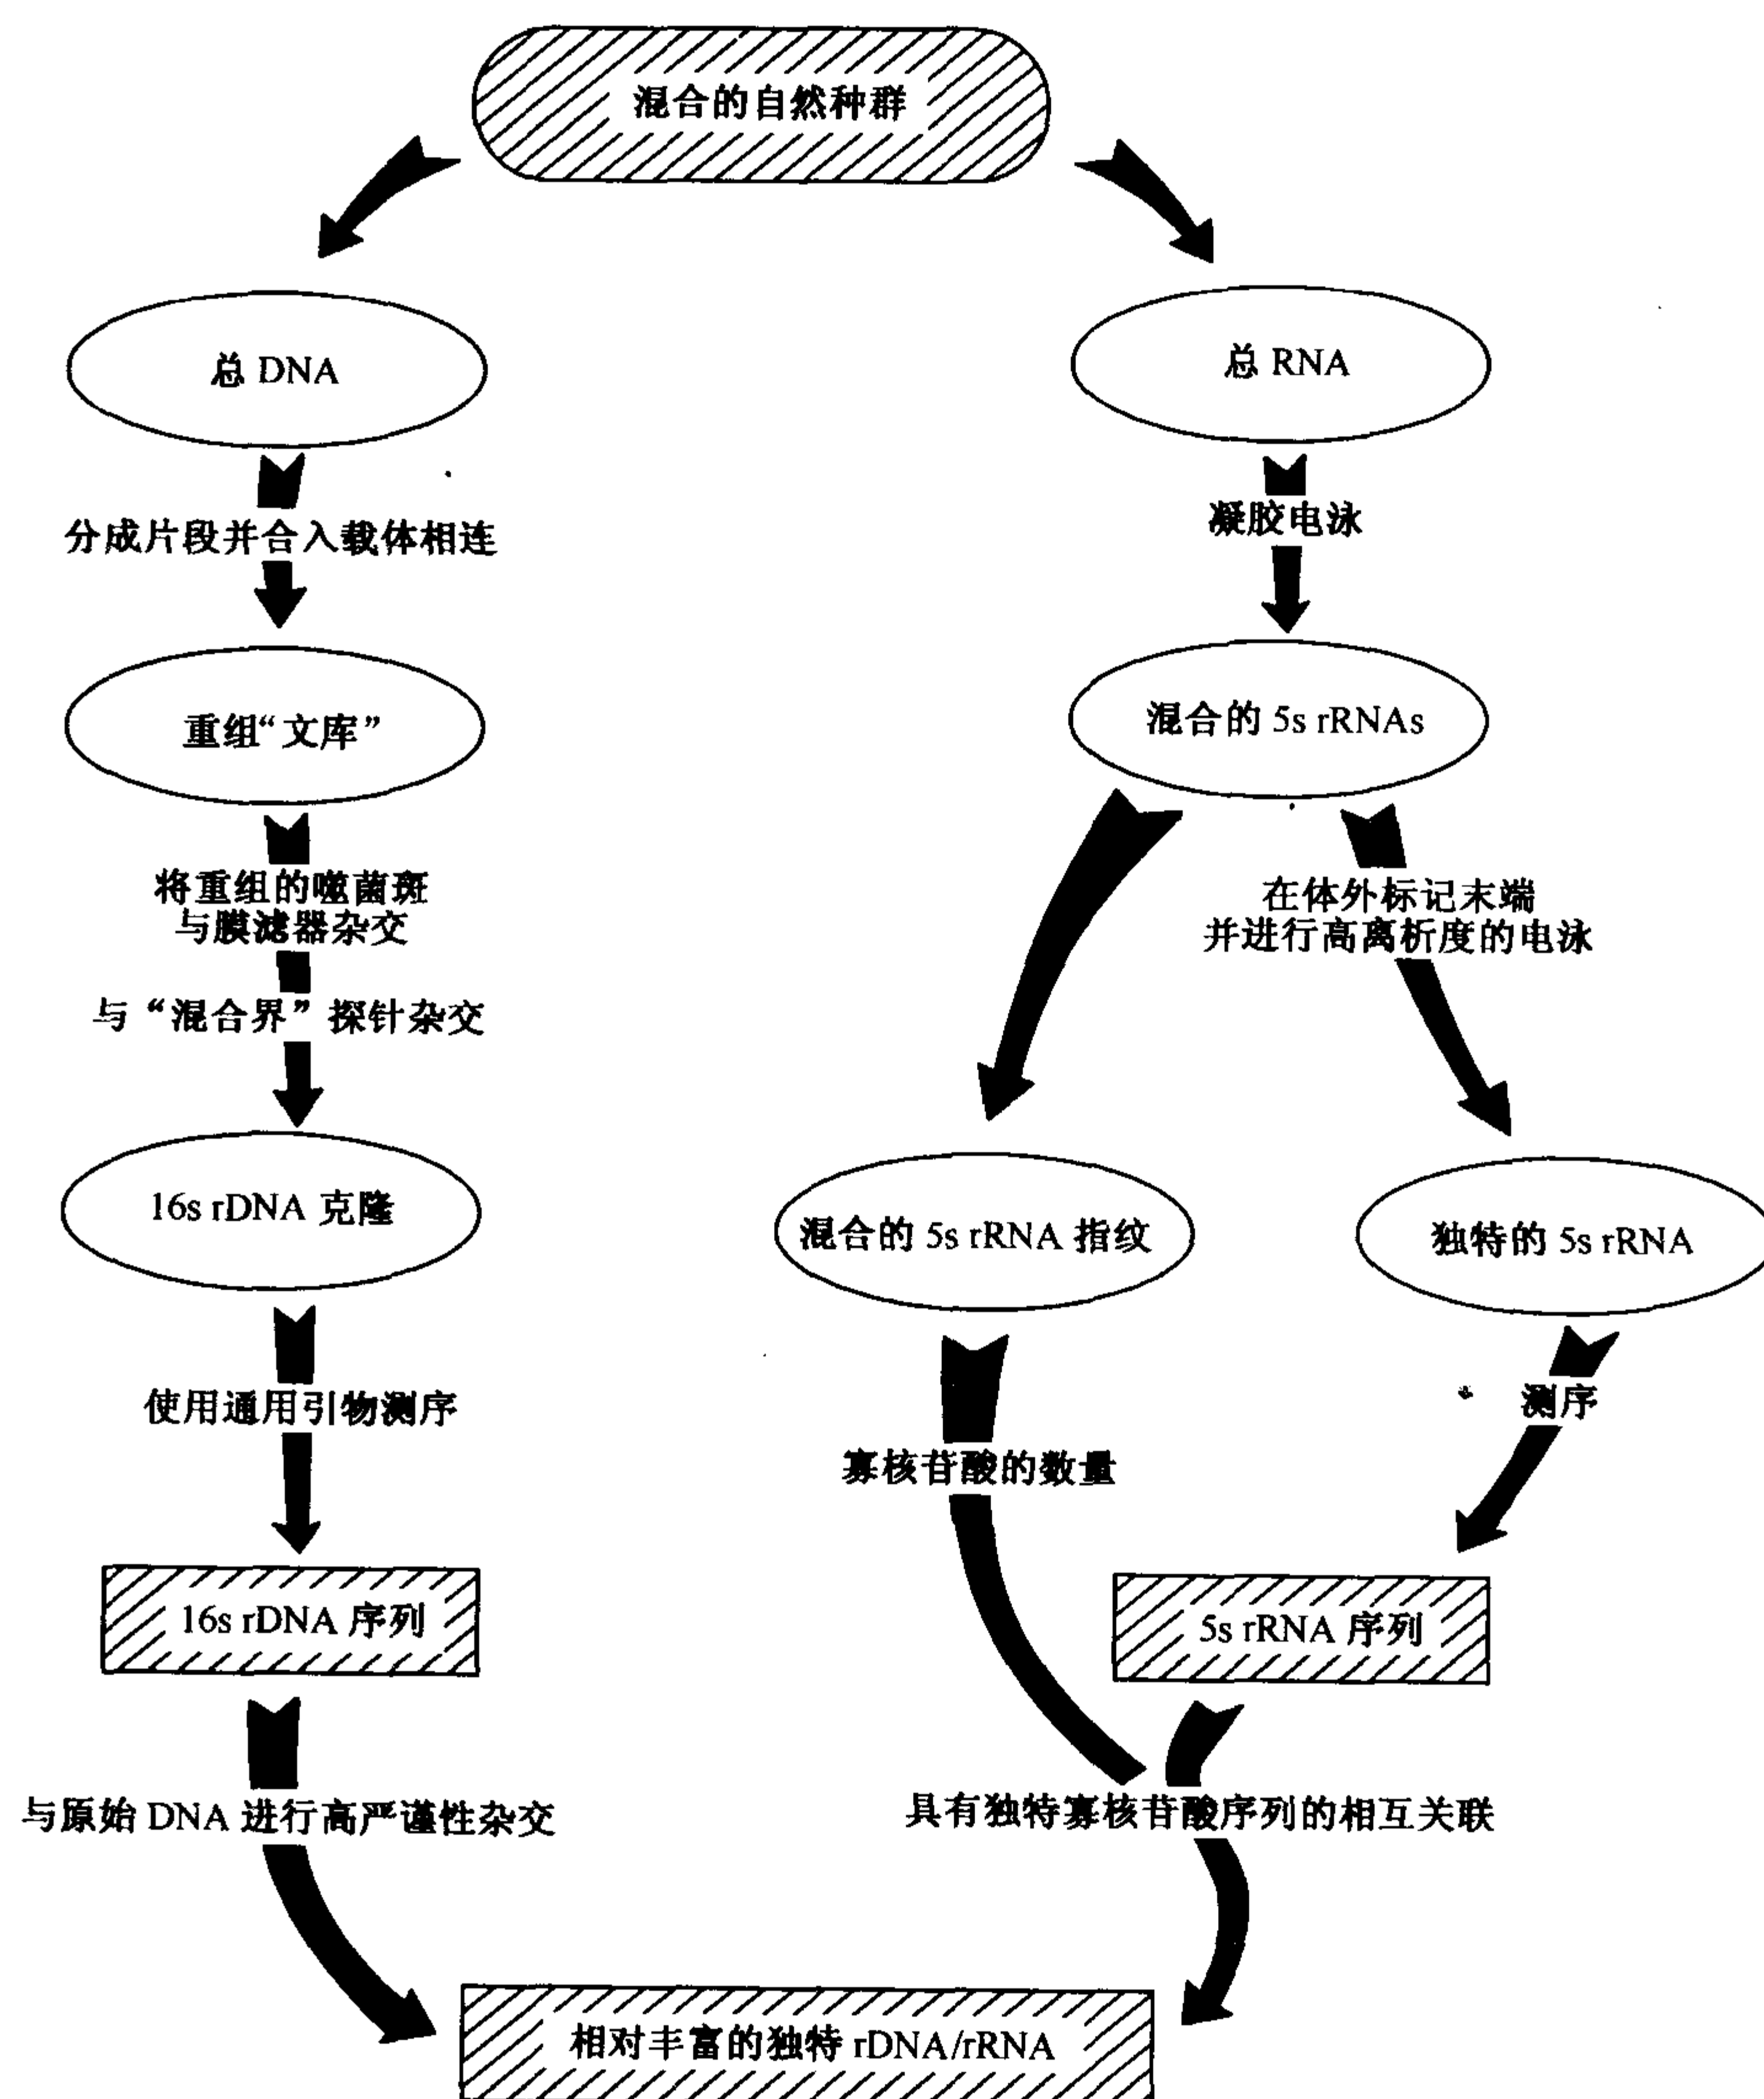 混合的自然种群
总 DNA
总 RNA
分成片段并合入载体相连
凝胶电泳
重组“文库”
混合的 5s rRNAs
将重组的噬菌斑
与膜滤器杂交
与“混合界”探针杂交
在体外标记末端
并进行高离析度的电泳
16s rDNA 克隆
混合的 5s rRNA 指纹
独特的 5s rRNA
使用通用引物测序
测序
寡核苷酸的数量
16s rDNA 序列
5s rRNA 序列
与原始 DNA 进行高严谨性杂交
具有独特寡核苷酸序列的相互关联
相对丰富的独特 rDNA/rRNA